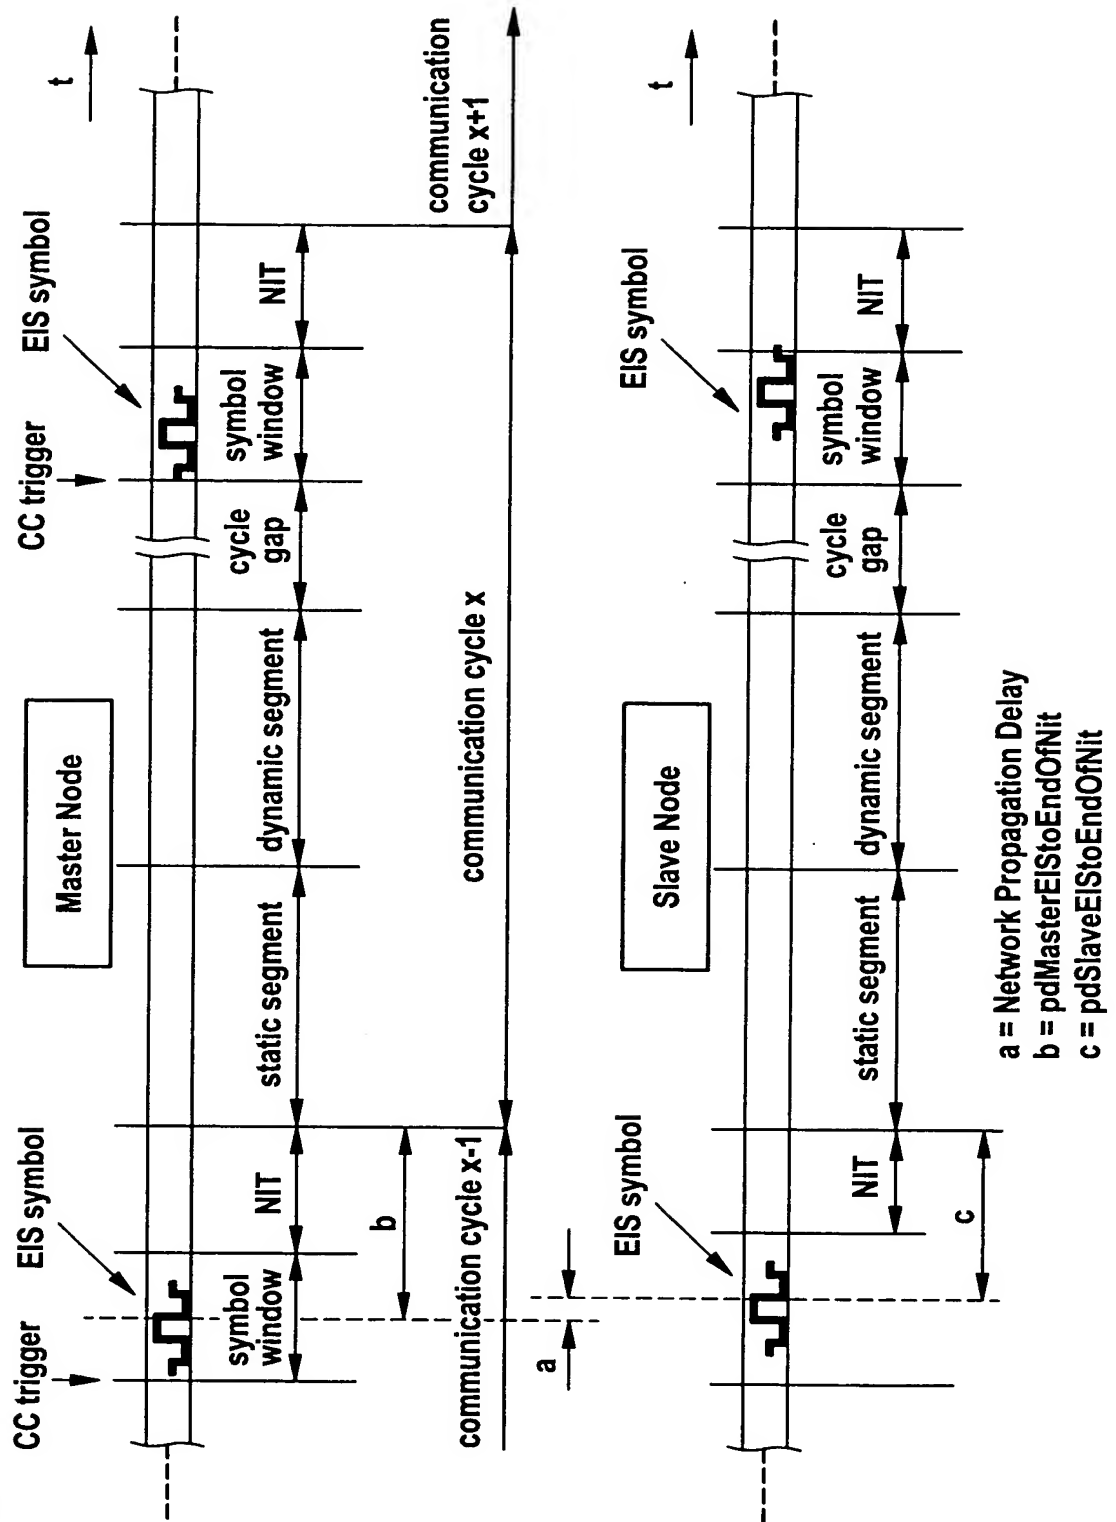 Master Node
CC trigger
EIS symbol
symbol
window
NIT
static segment
dynamic segment
cycle
gap
CC trigger
EIS symbol
symbol
window
NIT
t
b
communication cycle x-1
communication cycle x
communication
cycle x+1
a
Slave Node
EIS symbol
NIT
static segment
dynamic segment
cycle
gap
EIS symbol
symbol
window
NIT
t
c
a = Network Propagation Delay
b = pdMasterEIStoEndOfNit
c = pdSlaveEIStoEndOfNit